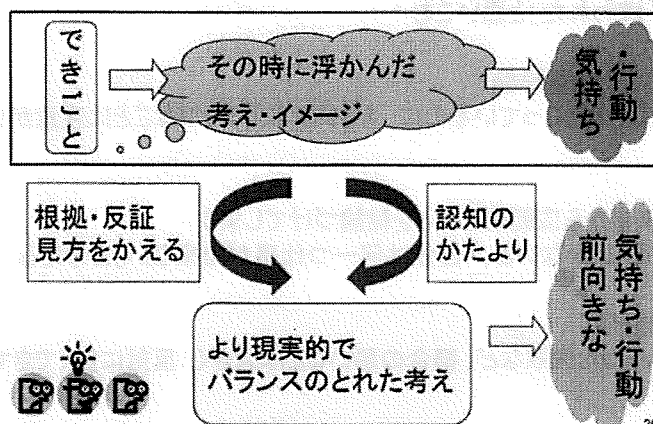 できごと
その時に浮かんだ
考え・イメージ
気持ち
・行動
根拠・反証
見方をかえる
認知の
かたより
より現実的で
バランスのとれた考え
前向きな
気持ち・行動